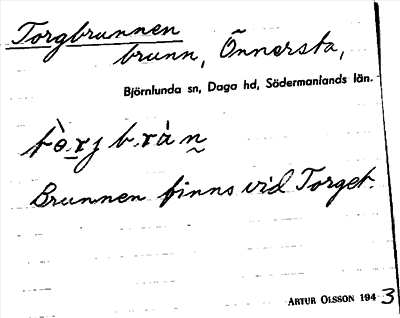 Torgbrunnen
brunn, Önnersta,
Björnlunda sn, Daga hd, Södermanlands län.
Brunnen finns vid Torget.
ARTUR OLSSON 1943